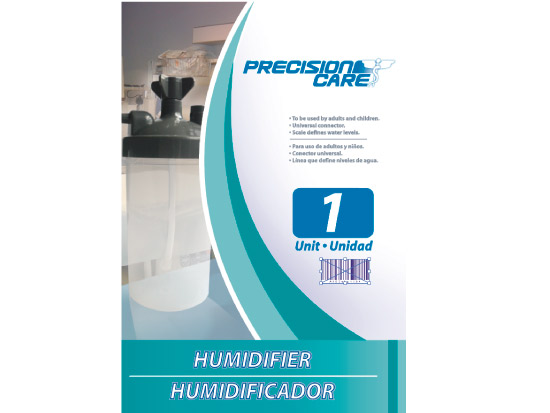 PRECISION
CARE
• To be used by adults and children.
• Universal connector.
• Scale defines water levels.
• Para uso de adultos y niños.
• Conector universal.
• Línea que define niveles de agua.
1
Unit • Unidad
HUMIDIFIER
HUMIDIFICADOR